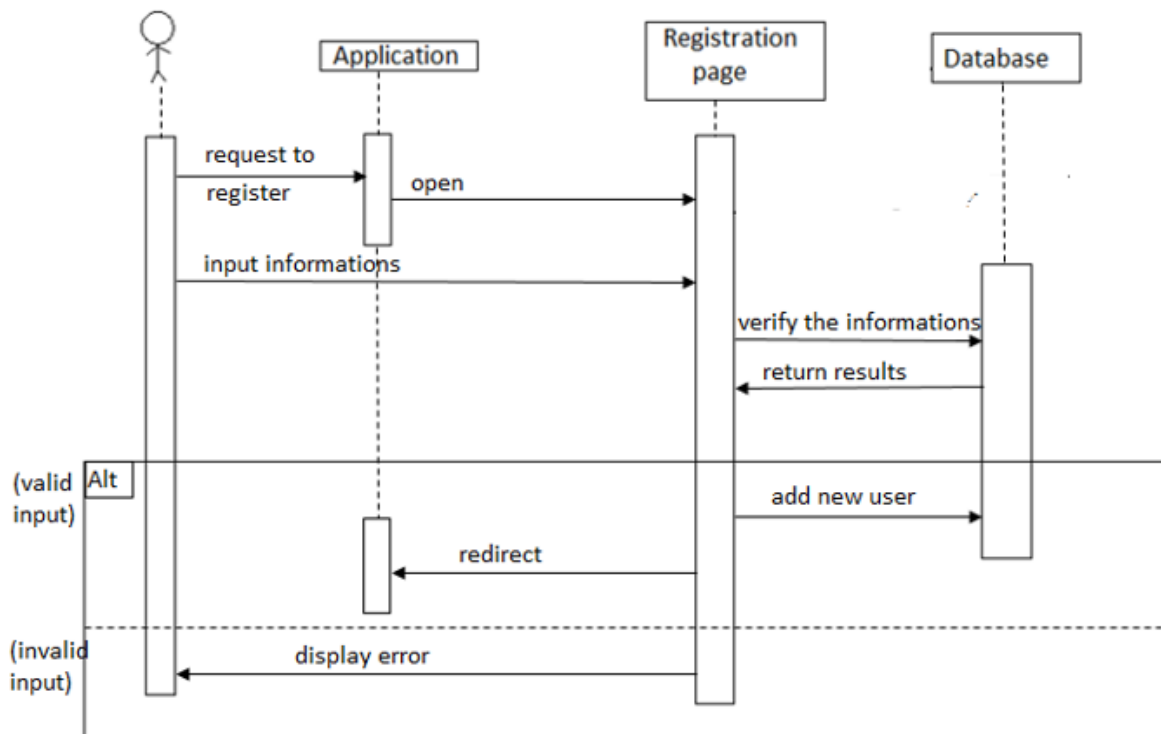 Application
Registration
page
Database
request to
register
open
input informations
verify the informations
return results
(valid
input)
Alt
add new user
redirect
(invalid
input)
display error